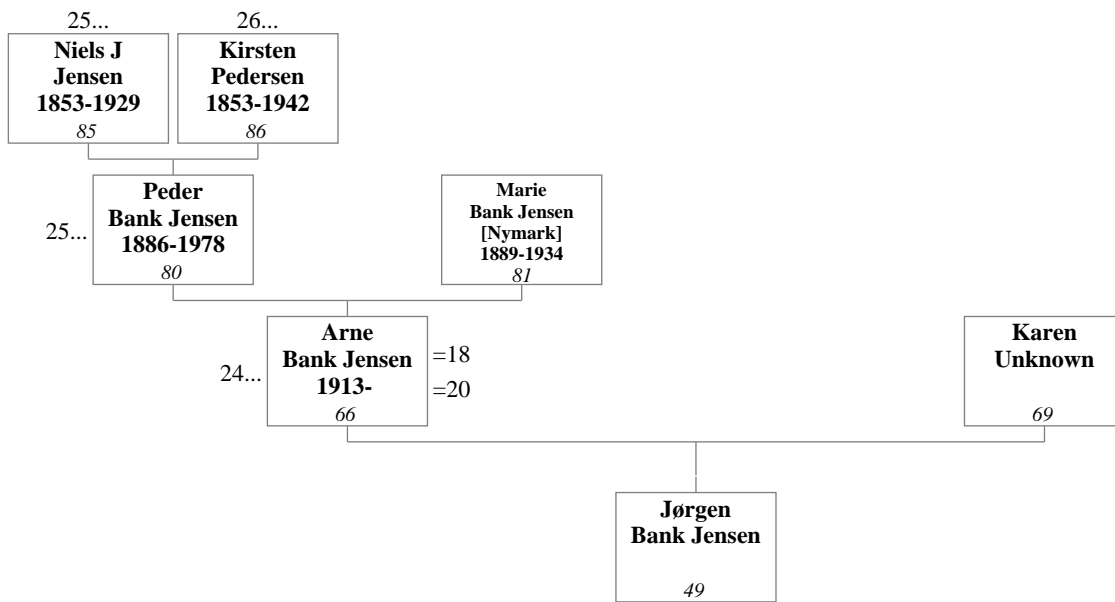 25...
26...
Niels J
Jensen
1853-1929
85
Kirsten
Pedersen
1853-1942
86
25...
Peder
Bank Jensen
1886-1978
80
Marie
Bank Jensen
[Nymark]
1889-1934
81
24...
Arne
Bank Jensen
1913-
66
=18
=20
Karen
Unknown
69
Jørgen
Bank Jensen
49